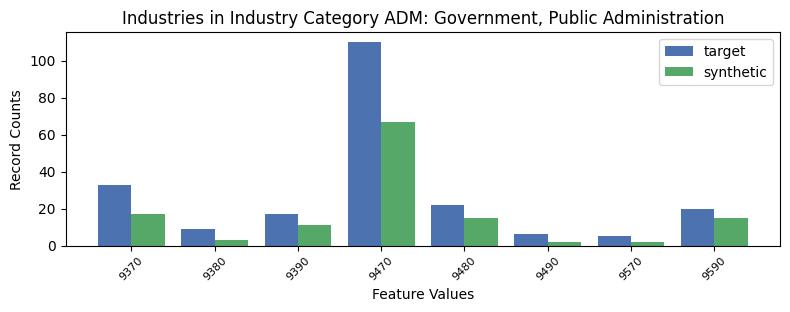 Industries in Industry Category ADM: Government, Public Administration
target
synthetic
Record Counts
100
80
60
40
20
0
9370
9380
9390
9470
9480
9490
9570
9590
Feature Values